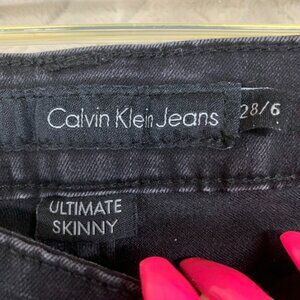 Calvin Klein Jeans 28/6
ULTIMATE
SKINNY